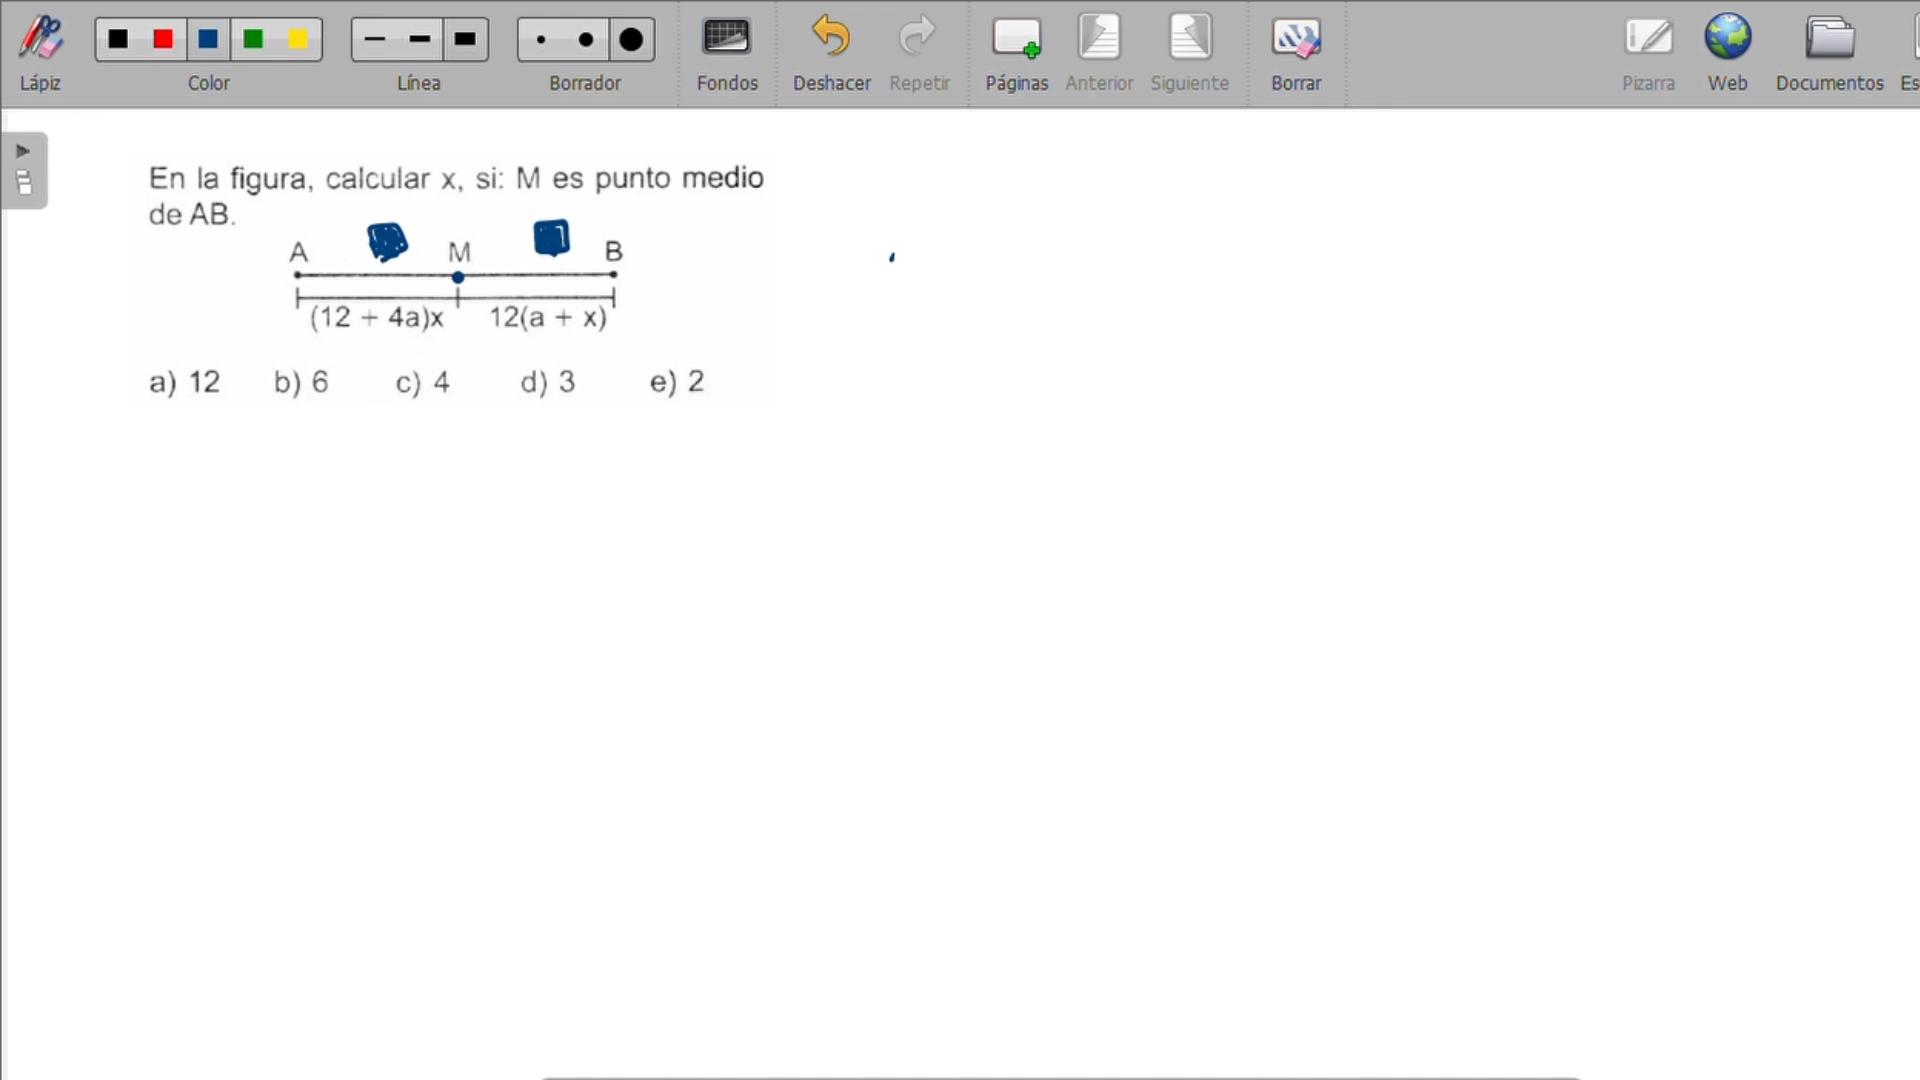 Lápiz Color Línea Borrador Fondos Deshacer Repetir Páginas Anterior Siguiente Borrar Pizarra Web Documentos Es
En la figura, calcular x, si: M es punto medio
de AB.
A M B
(12 + 4a)x 12(a + x)
a) 12 b) 6 c) 4 d) 3 e) 2